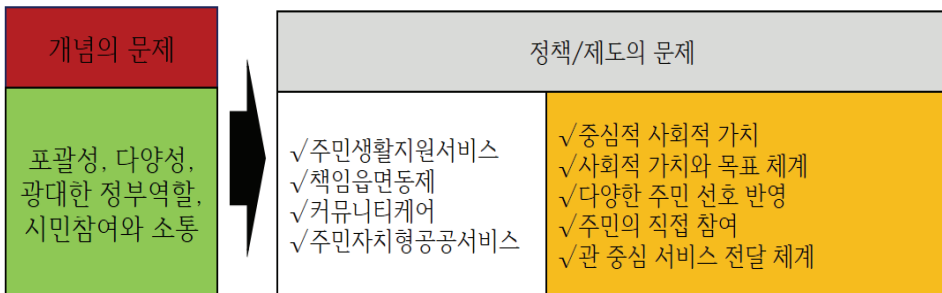 개념의 문제
정책/제도의 문제
포괄성, 다양성,
광대한 정부역할,
시민참여와 소통
√주민생활지원서비스
√책임읍면동제
√커뮤니티케어
√주민자치형공공서비스
√중심적 사회적 가치
√사회적 가치와 목표 체계
√다양한 주민 선호 반영
√주민의 직접 참여
√관 중심 서비스 전달 체계